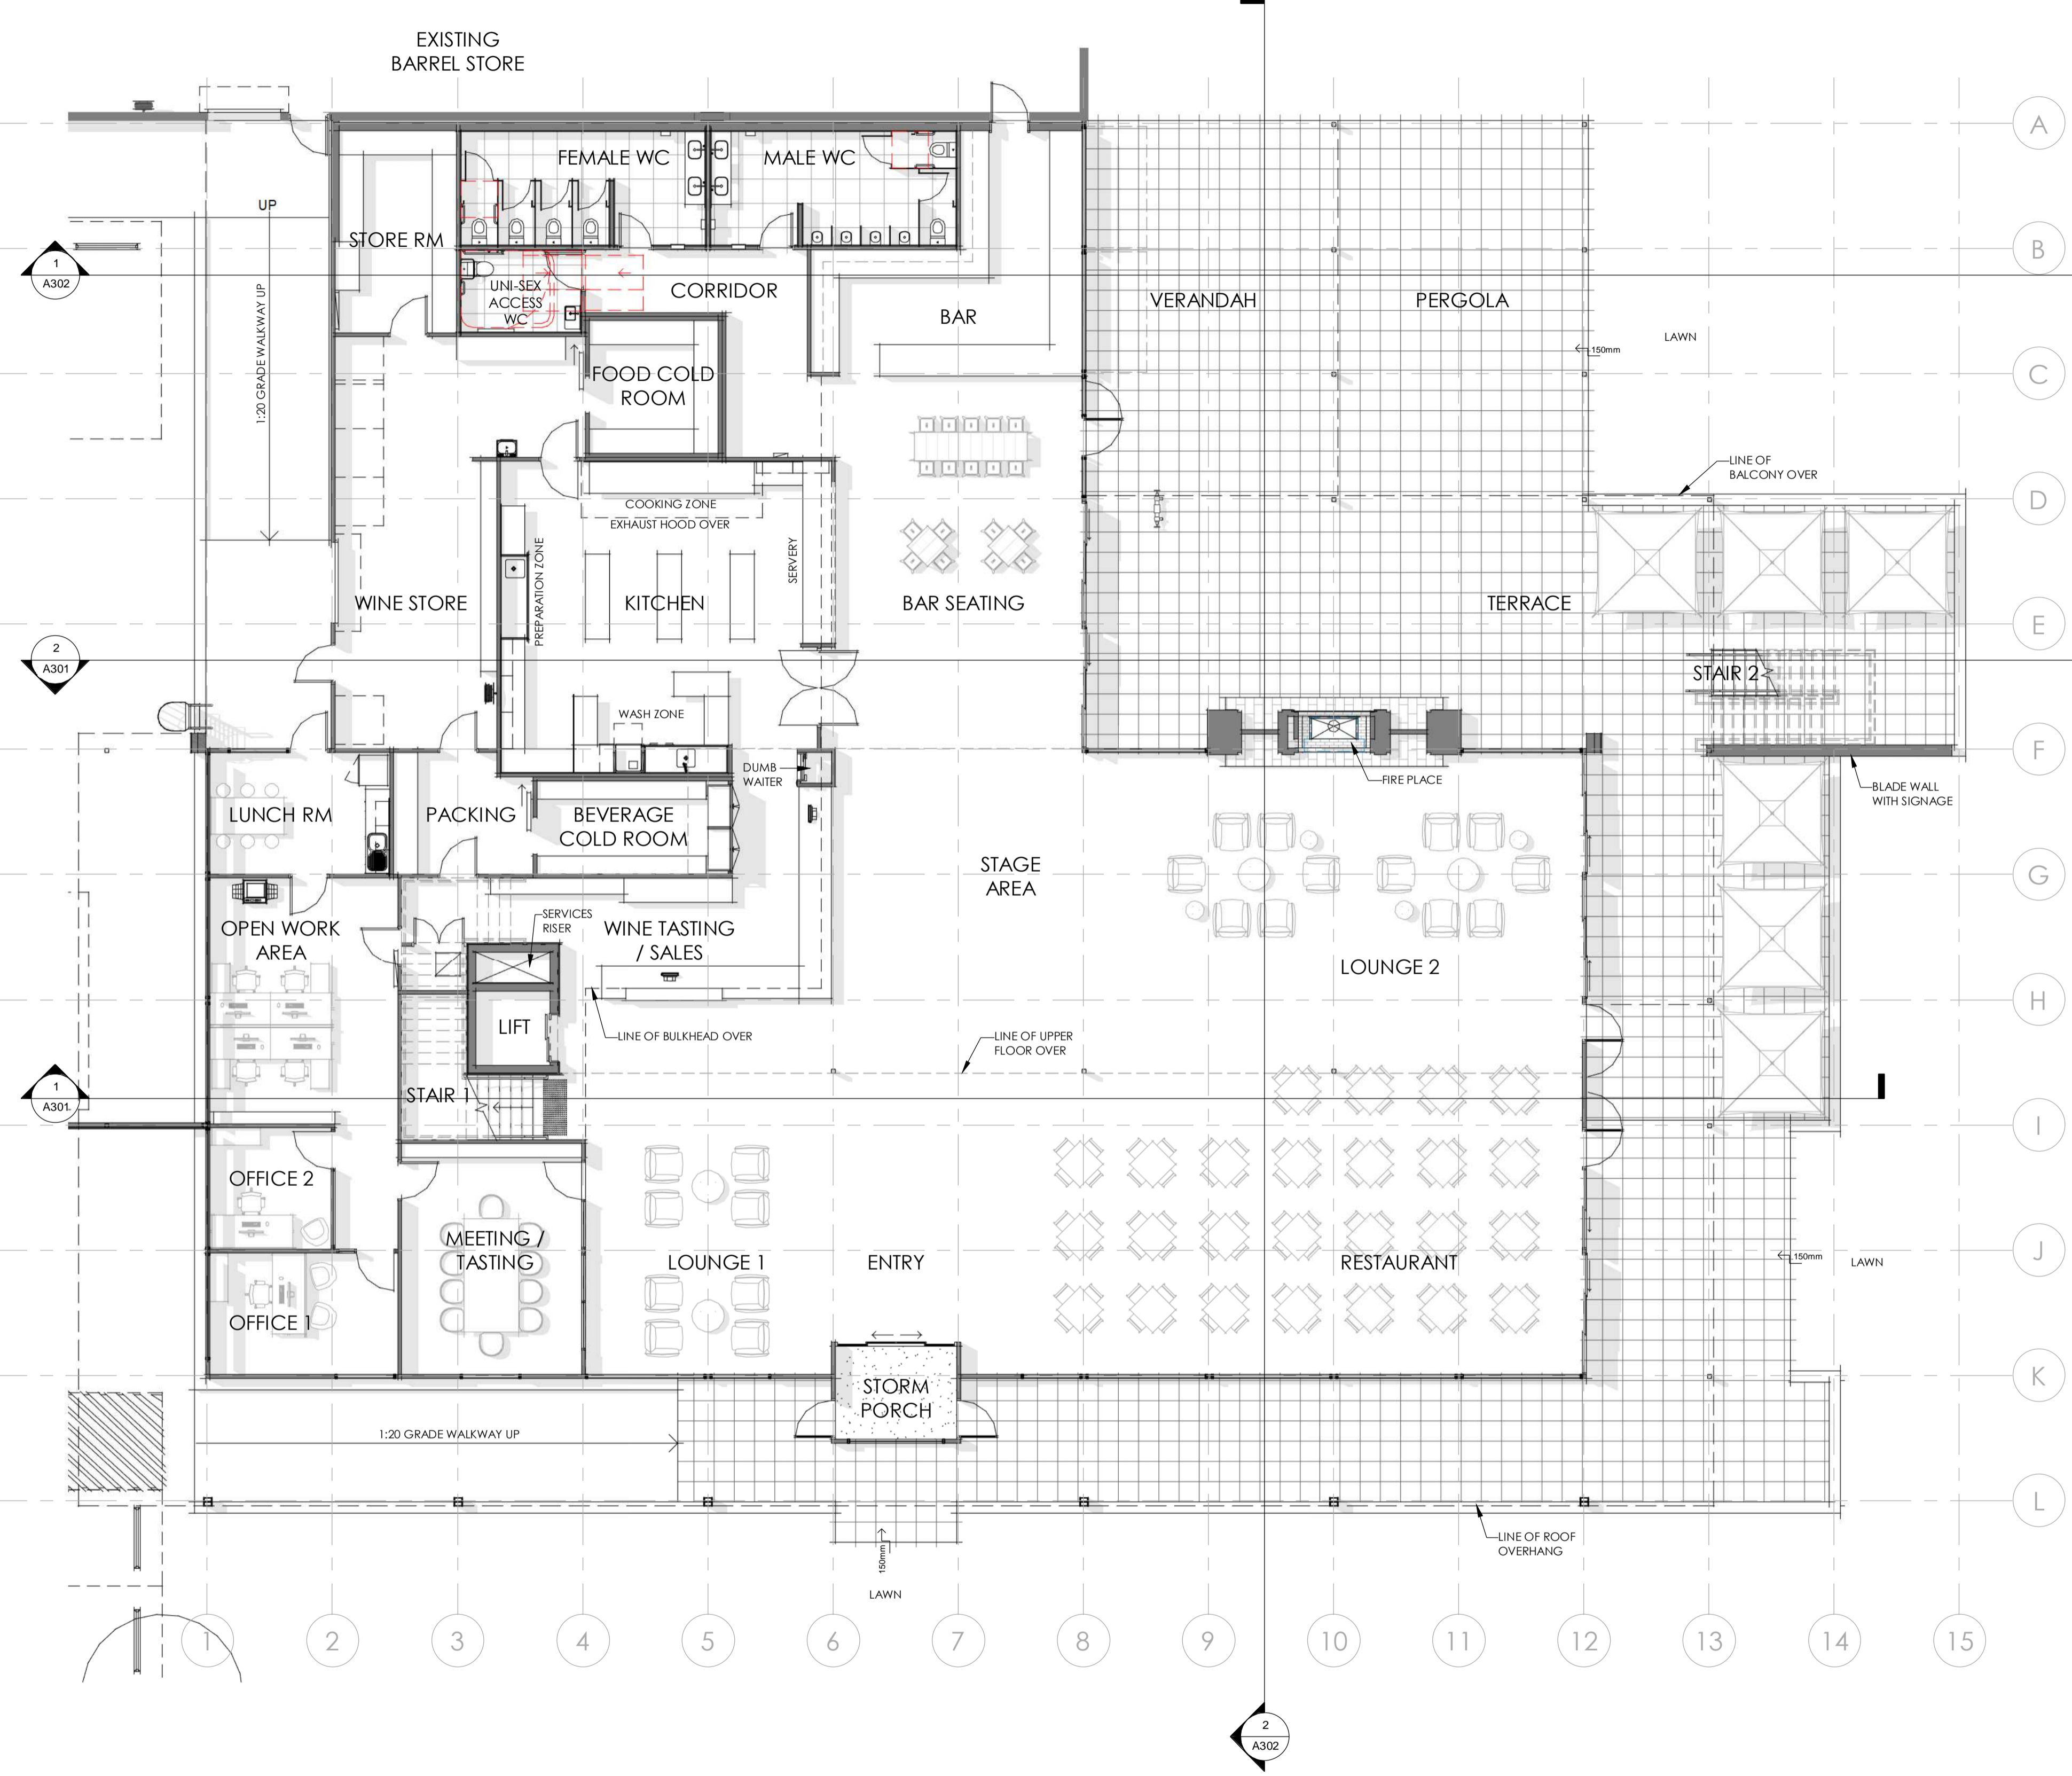 EXISTING
BARREL STORE
A
FEMALE WC
MALE WC
UP
STORE RM
B
1
A302
UNI-SEX
ACCESS
WC
CORRIDOR
VERANDAH
PERGOLA
BAR
1:20 GRADE WALKWAY UP
LAWN
150mm
FOOD COLD
ROOM
C
LINE OF
BALCONY OVER
D
COOKING ZONE
EXHAUST HOOD OVER
PREPARATION ZONE
SERVERY
WINE STORE
KITCHEN
BAR SEATING
TERRACE
E
2
A301
STAIR 2
WASH ZONE
F
DUMB
WAITER
FIRE PLACE
BLADE WALL
WITH SIGNAGE
LUNCH RM
PACKING
BEVERAGE
COLD ROOM
STAGE
AREA
G
SERVICES
RISER
OPEN WORK
AREA
WINE TASTING
/ SALES
LOUNGE 2
H
LIFT
LINE OF BULKHEAD OVER
LINE OF UPPER
FLOOR OVER
1
A301
STAIR 1
I
OFFICE 2
MEETING /
TASTING
LOUNGE 1
ENTRY
RESTAURANT
150mm
LAWN
J
OFFICE 1
STORM
PORCH
K
1:20 GRADE WALKWAY UP
L
LINE OF ROOF
OVERHANG
150mm
LAWN
1
2
3
4
5
6
7
8
9
10
11
12
13
14
15
2
A302